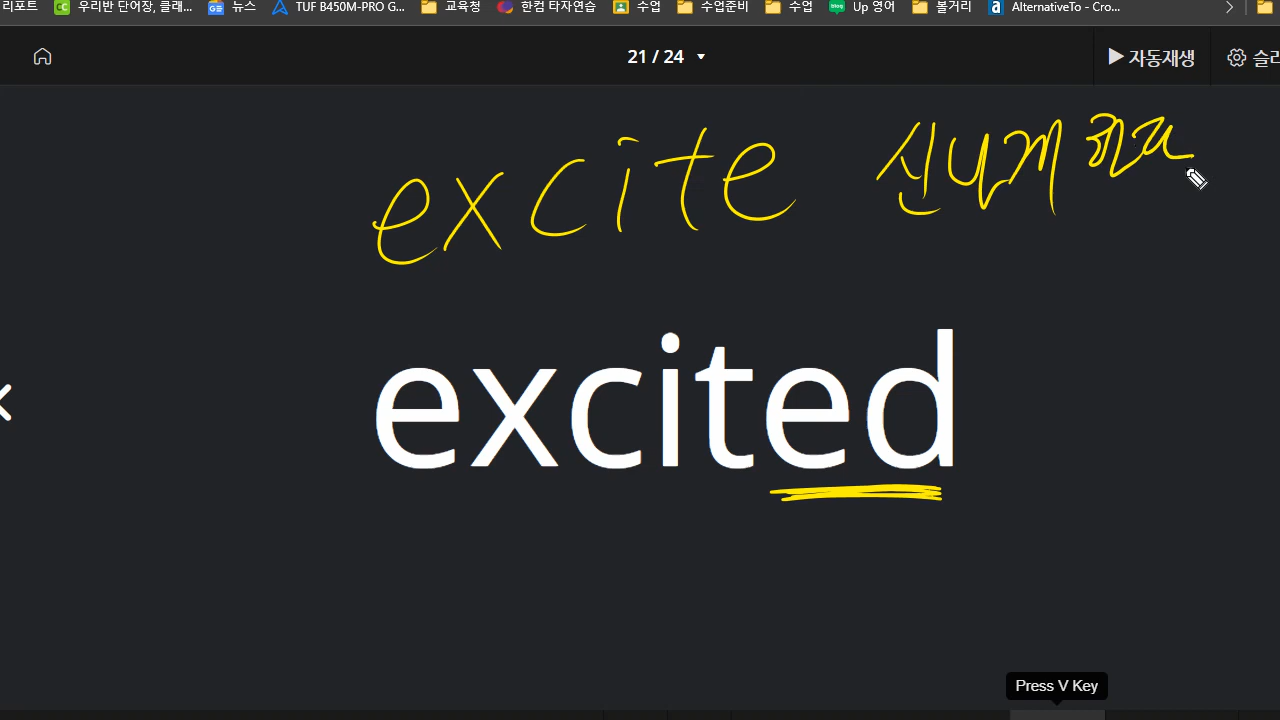 리포트 우리반 단어장, 클래... 뉴스 TUF B450M-PRO G... 교육청 한컴 타자연습 수업 수업준비 수업 Up 영어 볼거리 AlternativeTo - Cro...
21 / 24 자동재생 슬라
excite 신나게
excited
Press V Key